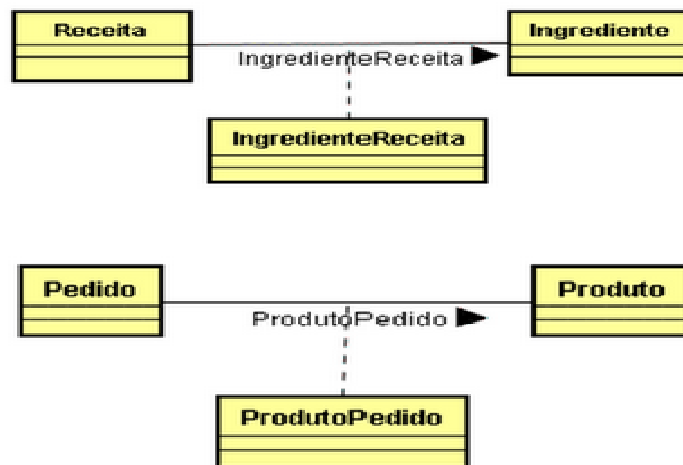 Receita
Ingrediente
IngredienteReceita
IngredienteReceita
Pedido
Produto
ProdutoPedido
ProdutoPedido